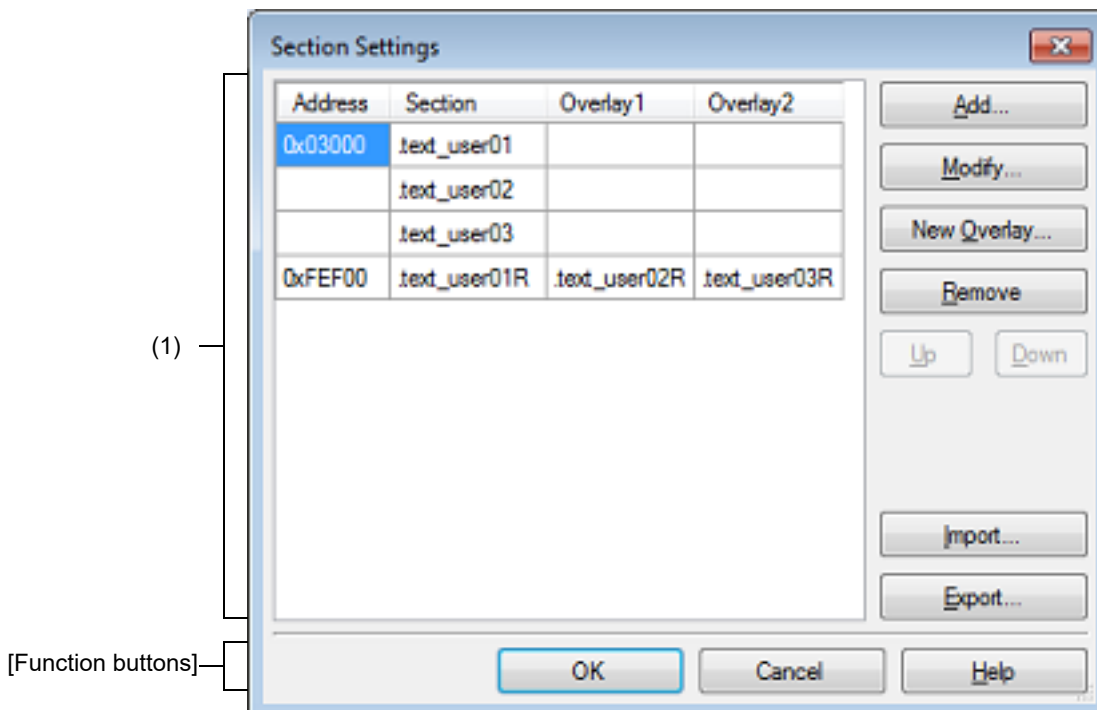 Section Settings
Address Section Overlay1 Overlay2
0x03000 .text_user01
.text_user02
.text_user03
0xFEF00 .text_user01R .text_user02R .text_user03R
Add...
Modify...
New Overlay...
Remove
Up Down
(1)
Import...
Export...
[Function buttons]
OK Cancel Help